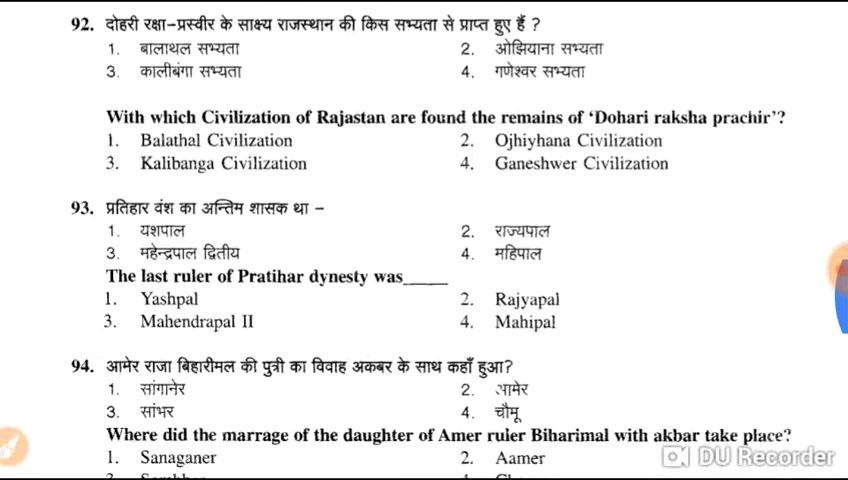 92. दोहरी रक्षा-प्रस्वीर के साक्ष्य राजस्थान की किस सभ्यता से प्राप्त हुए हैं ?
1. बालाथल सभ्यता 2. ओझियाना सभ्यता
3. कालीबंगा सभ्यता 4. गणेश्वर सभ्यता
With which Civilization of Rajastan are found the remains of ‘Dohari raksha prachir’?
1. Balathal Civilization 2. Ojhiyhana Civilization
3. Kalibanga Civilization 4. Ganeshwer Civilization
93. प्रतिहार वंश का अन्तिम शासक था –
1. यशपाल 2. राज्यपाल
3. महेन्द्रपाल द्वितीय 4. महिपाल
The last ruler of Pratihar dynesty was_____
1. Yashpal 2. Rajyapal
3. Mahendrapal II 4. Mahipal
94. आमेर राजा बिहारीमल की पुत्री का विवाह अकबर के साथ कहाँ हुआ?
1. सांगानेर 2. आमेर
3. सांभर 4. चौमू
Where did the marrage of the daughter of Amer ruler Biharimal with akbar take place?
1. Sanaganer 2. Aamer
DU Recorder